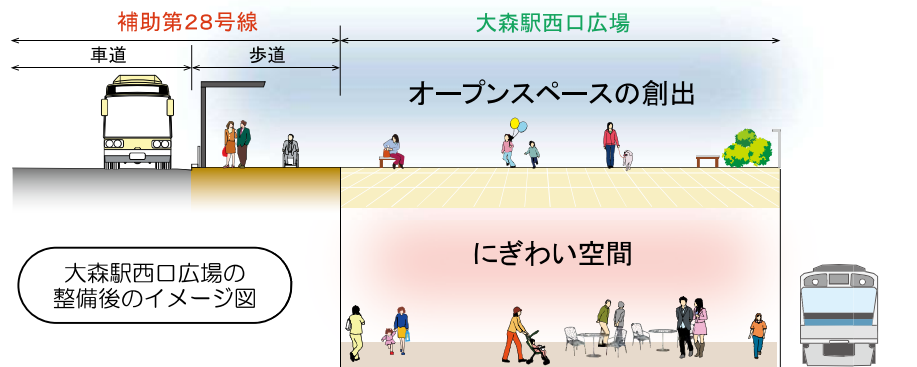 補助第28号線
大森駅西口広場
車道
歩道
オープンスペースの創出
にぎわい空間
大森駅西口広場の
整備後のイメージ図